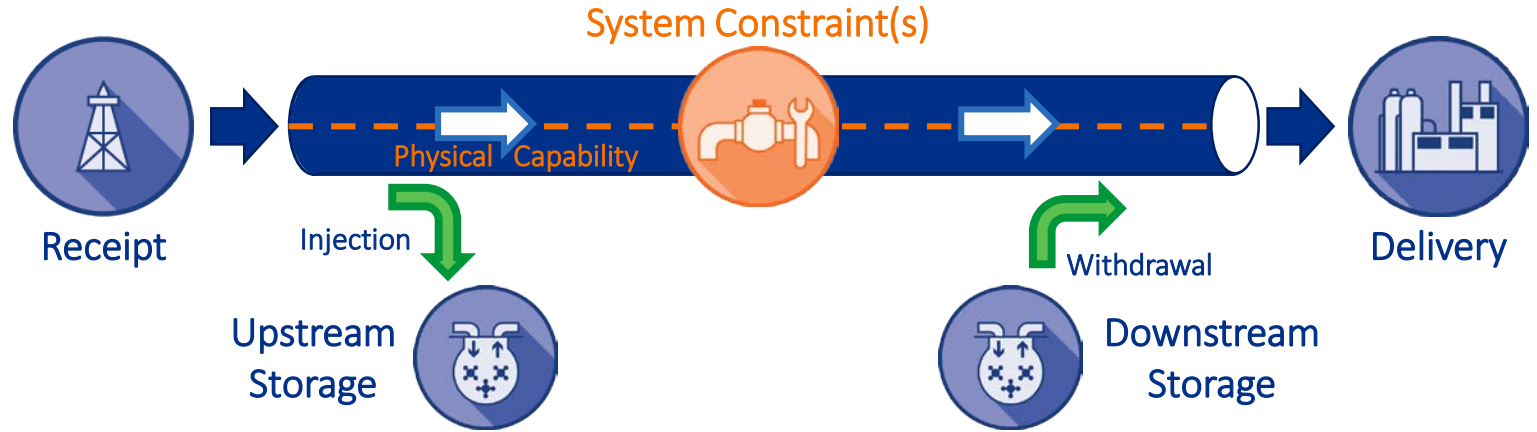 System Constraint(s)
Physical Capability
Receipt
Injection
Withdrawal
Delivery
Upstream
Storage
Downstream
Storage